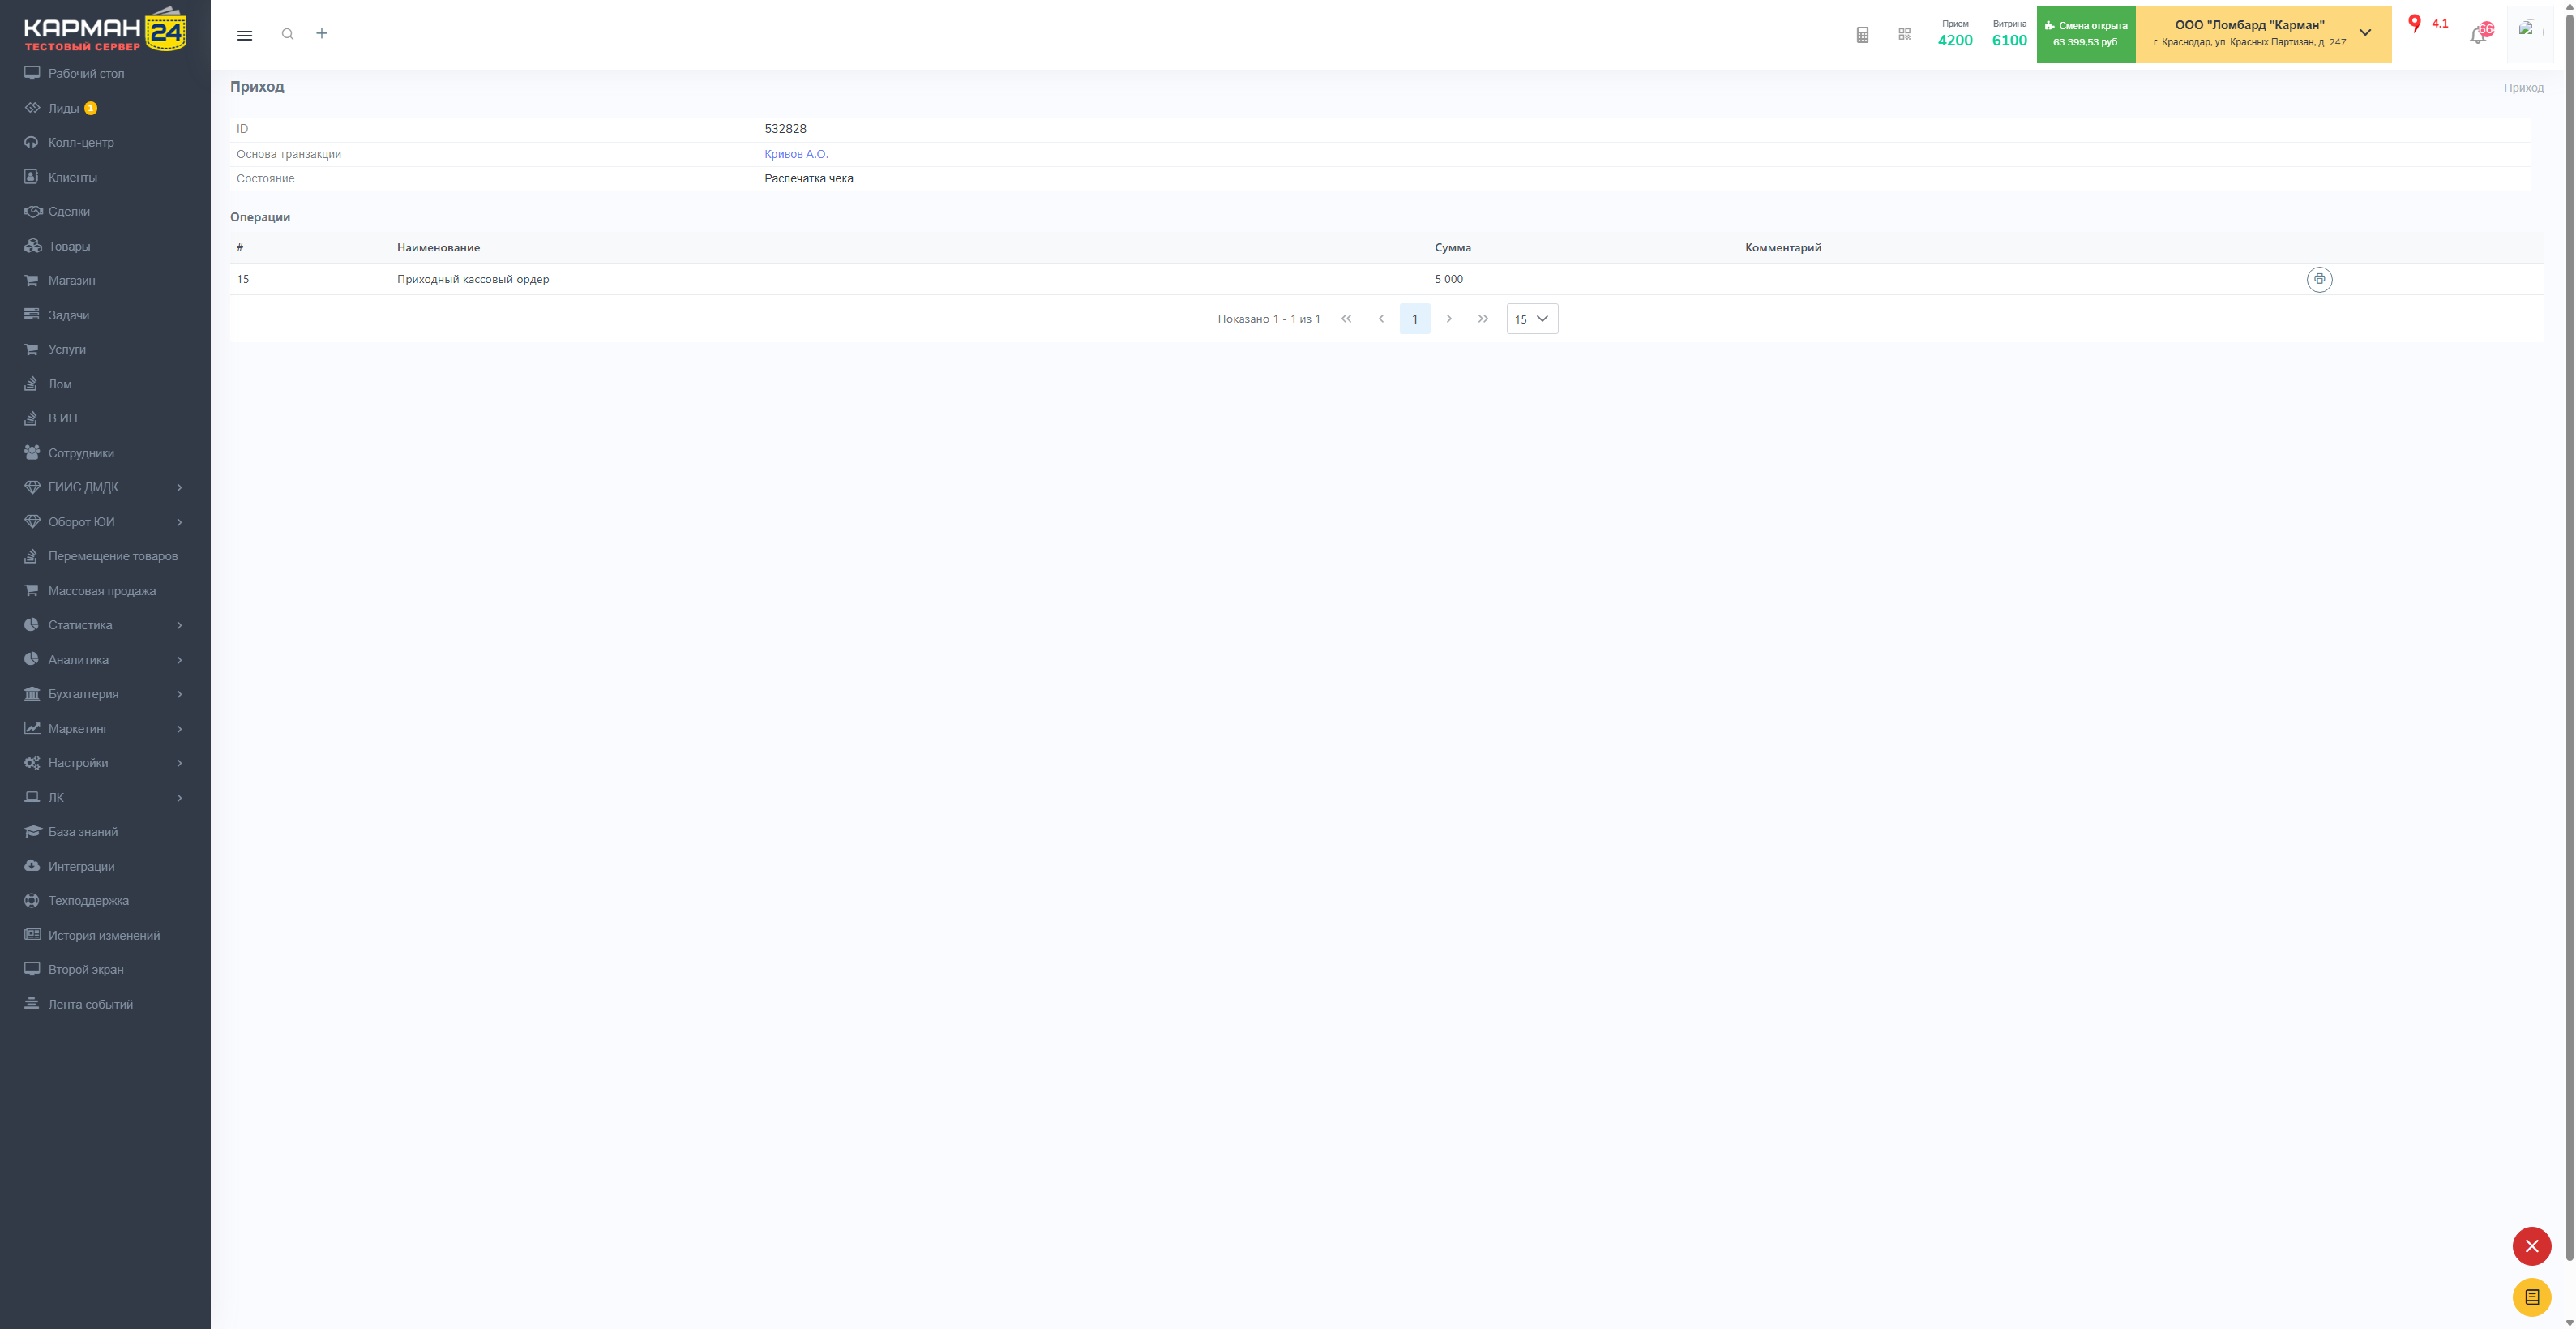 КАРМАН 24
ТЕСТОВЫЙ СЕРВЕР
Рабочий стол
Лиды 1
Колл-центр
Клиенты
Сделки
Товары
Магазин
Задачи
Услуги
Лом
В ИП
Сотрудники
ГИИС ДМДК
Оборот ЮИ
Перемещение товаров
Массовая продажа
Статистика
Аналитика
Бухгалтерия
Маркетинг
Настройки
ЛК
База знаний
Интеграции
Техподдержка
История изменений
Второй экран
Лента событий
Прием
4200
Витрина
6100
Смена открыта
63 399,53 руб.
ООО "Ломбард "Карман"
г. Краснодар, ул. Красных Партизан, д. 247
4.1
Приход
Приход
ID 532828
Основа транзакции Кривов А.О.
Состояние Распечатка чека
Операции
# Наименование Сумма Комментарий
15 Приходный кассовый ордер 5 000
Показано 1 - 1 из 1 1 15